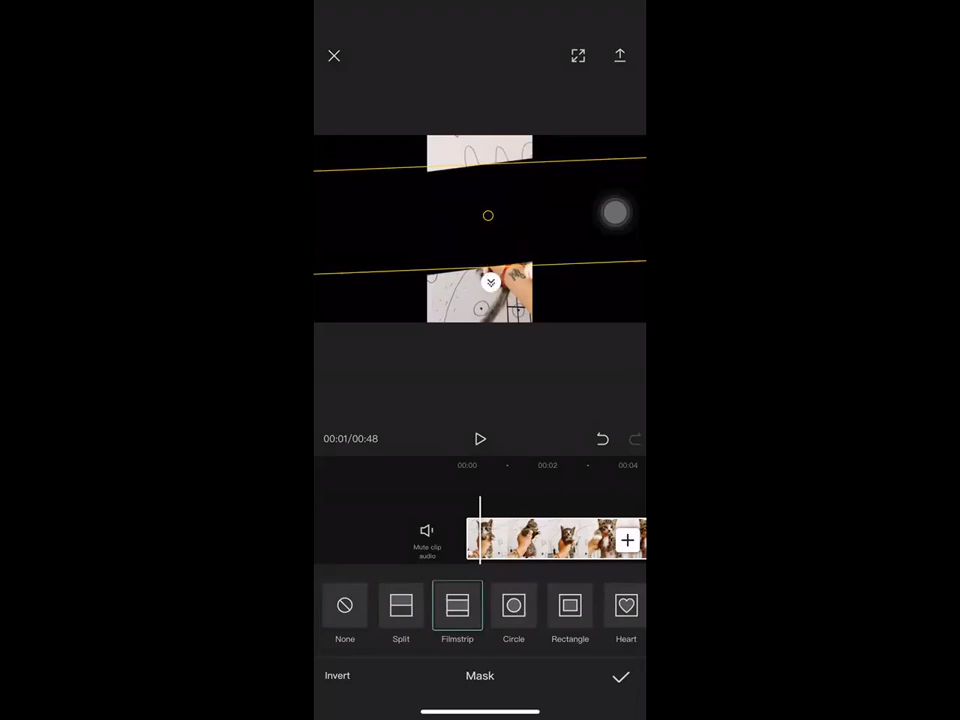 00:01/00:48
00:00 00:02 00:04
Mute clip
audio
None Split Filmstrip Circle Rectangle Heart
Invert Mask